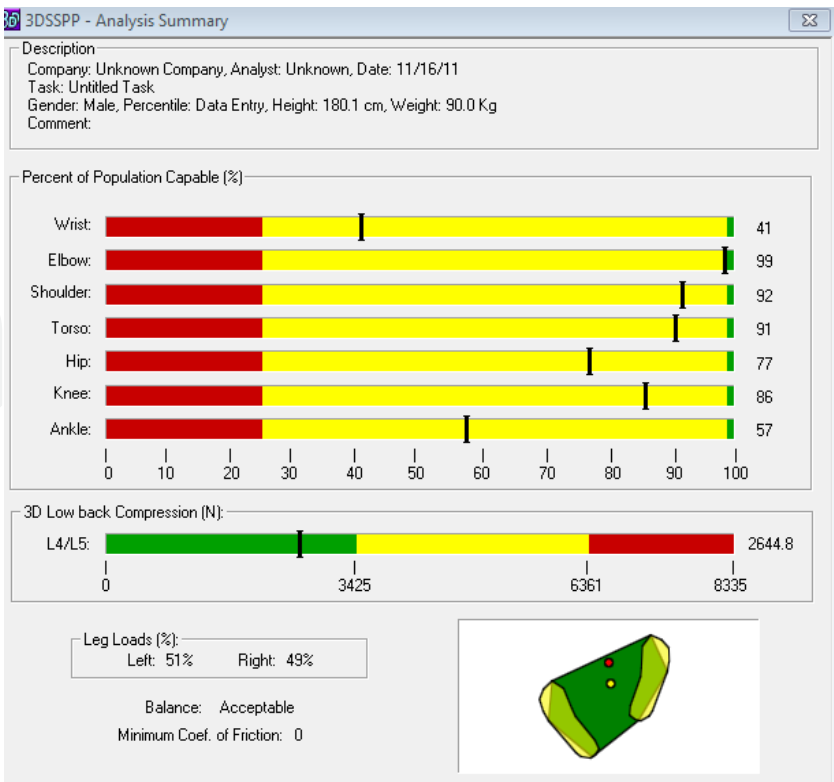 3DSSPP - Analysis Summary
Description
Company: Unknown Company, Analyst: Unknown, Date: 11/16/11
Task: Untitled Task
Gender: Male, Percentile: Data Entry, Height: 180.1 cm, Weight: 90.0 Kg
Comment:
Percent of Population Capable (%)
Wrist: 41
Elbow: 99
Shoulder: 92
Torso: 91
Hip: 77
Knee: 86
Ankle: 57
0 10 20 30 40 50 60 70 80 90 100
3D Low back Compression (N):
L4/L5: 2644.8
0 3425 6361 8335
Leg Loads (%):
Left: 51% Right: 49%
Balance: Acceptable
Minimum Coef. of Friction: 0